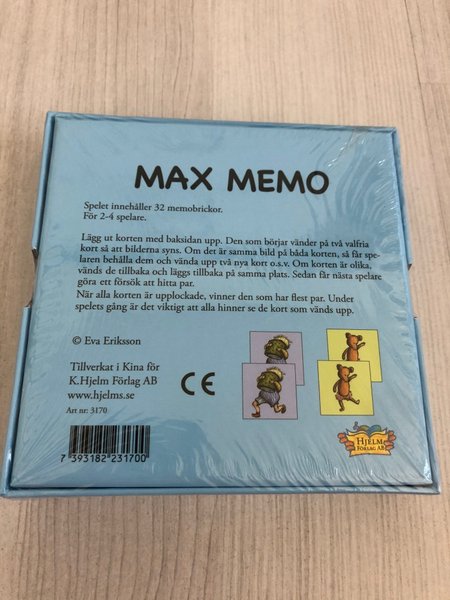 MAX MEMO
Spelet innehåller 32 memobrickor.
För 2-4 spelare.
Lägg ut korten med baksidan upp. Den som börjar vänder på två valfria
kort så att bilderna syns. Om det är samma bild på båda korten, så får spe-
laren behålla dem och vända upp två nya kort o.s.v. Om korten är olika,
vänds de tillbaka och läggs tillbaka på samma plats. Sedan får nästa spelare
göra ett försök att hitta par.
När alla korten är upplockade, vinner den som har flest par. Under
spelets gång är det viktigt att alla hinner se de kort som vänds upp.
© Eva Eriksson
Tillverkat i Kina för
K.Hjelm Förlag AB
www.hjelms.se
Art nr: 3170
CE
7 393182 231700
HJELM
FÖRLAG AB